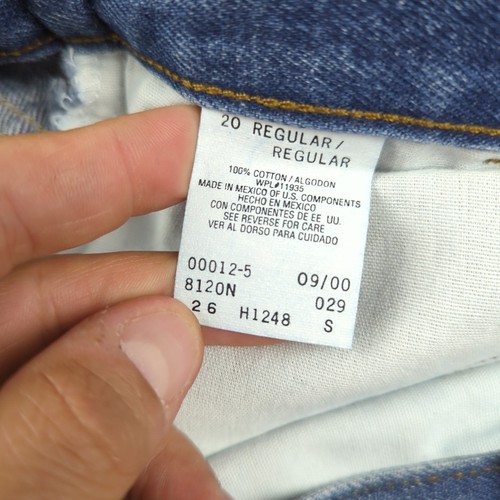 20 REGULAR/
REGULAR
100% COTTON / ALGODON
WPL#11935
MADE IN MEXICO OF U.S. COMPONENTS
HECHO EN MEXICO
CON COMPONENTES DE EE UU.
SEE REVERSE FOR CARE
VER AL DORSO PARA CUIDADO
00012-5 09/00
8120N 029
26 H1248 S